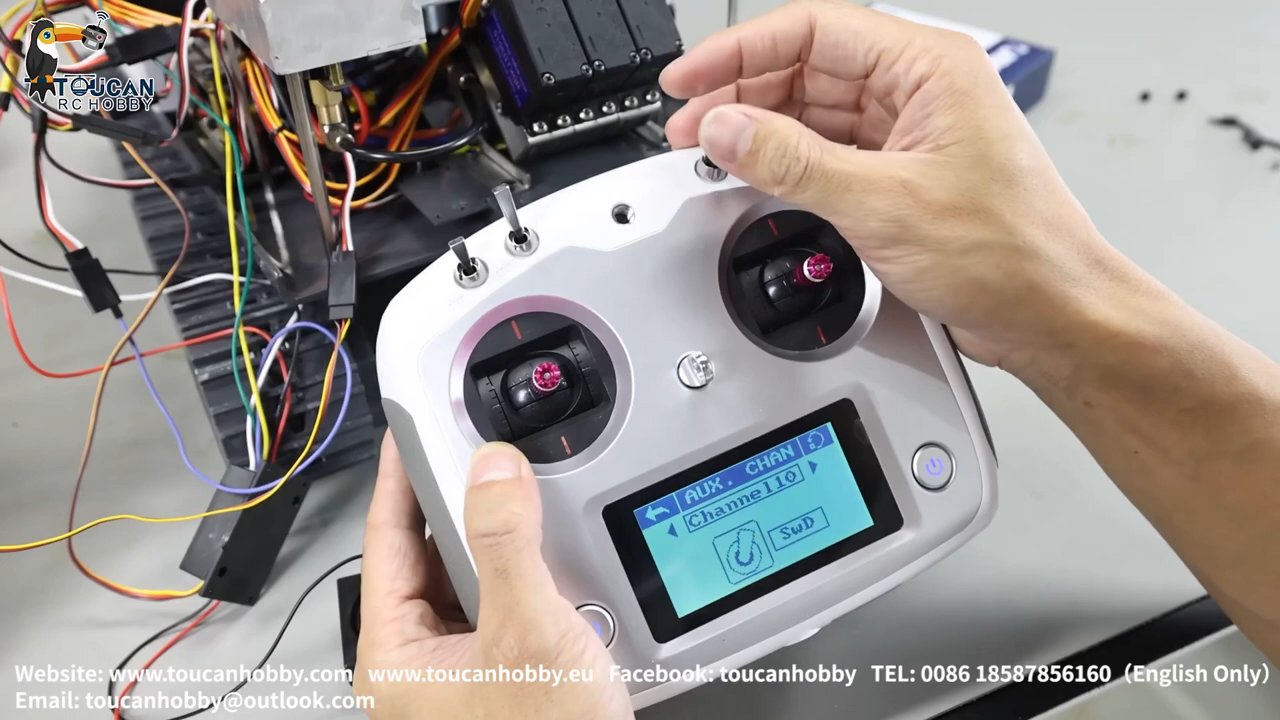 TOUCAN
RC HOBBY
AUX. CHAN
Channel10
SwD
Website: www.toucanhobby.com www.toucanhobby.eu Facebook: toucanhobby TEL: 0086 18587856160（English Only)
Email: toucanhobby@outlook.com